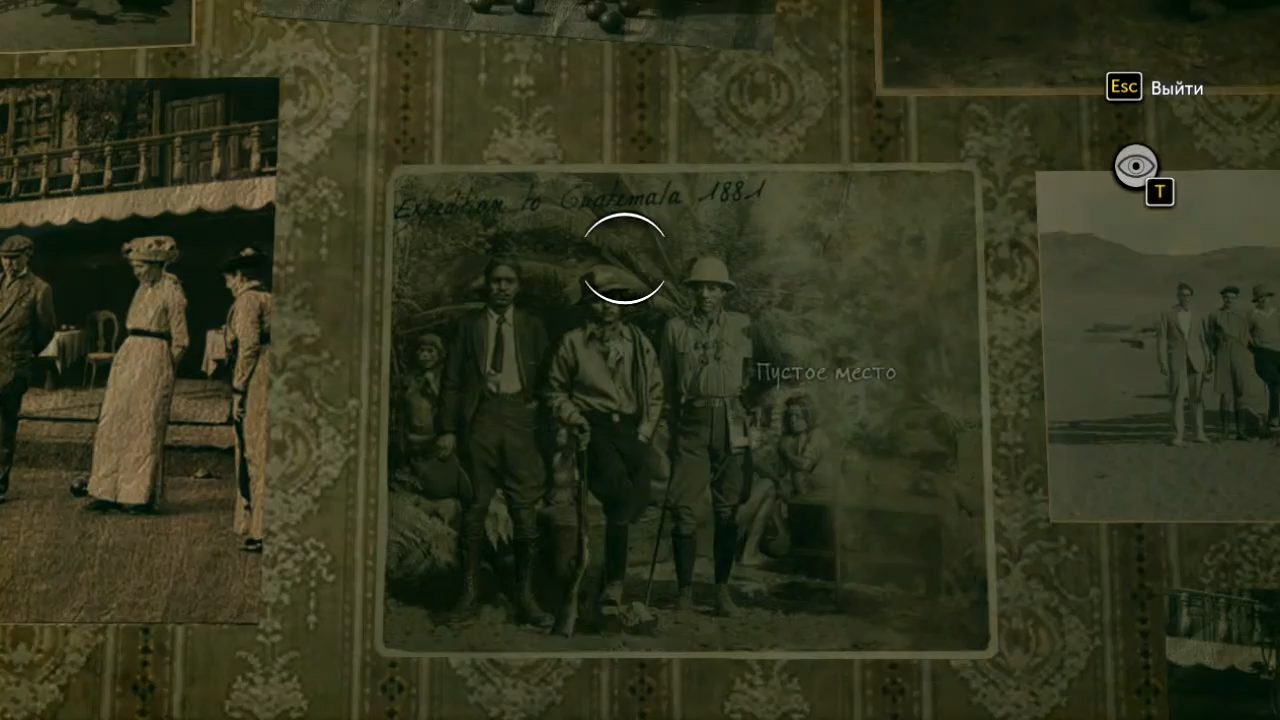 Esc Выйти
T
Expedition to Guatemala 1881
Пустое место